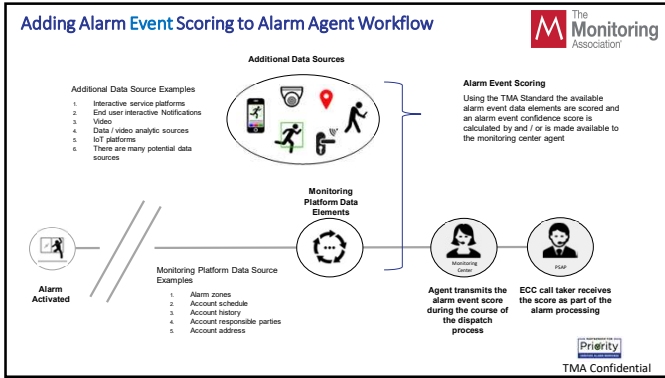 Adding Alarm Event Scoring to Alarm Agent Workflow
The
Monitoring
Association
Additional Data Sources
Additional Data Source Examples
1. Interactive service platforms
2. End user interactive Notifications
3. Video
4. Data / video analytic sources
5. IoT platforms
6. There are many potential data
sources
Alarm Event Scoring
Using the TMA Standard the available
alarm event data elements are scored and
an alarm event confidence score is
calculated by and / or is made available to
the monitoring center agent
Monitoring
Platform Data
Elements
Alarm
Activated
Monitoring Platform Data Source
Examples
1. Alarm zones
2. Account schedule
3. Account history
4. Account responsible parties
5. Account address
Monitoring
Center
PSAP
Agent transmits the
alarm event score
during the course of
the dispatch
process
ECC call taker receives
the score as part of the
alarm processing
Priority
TMA Confidential